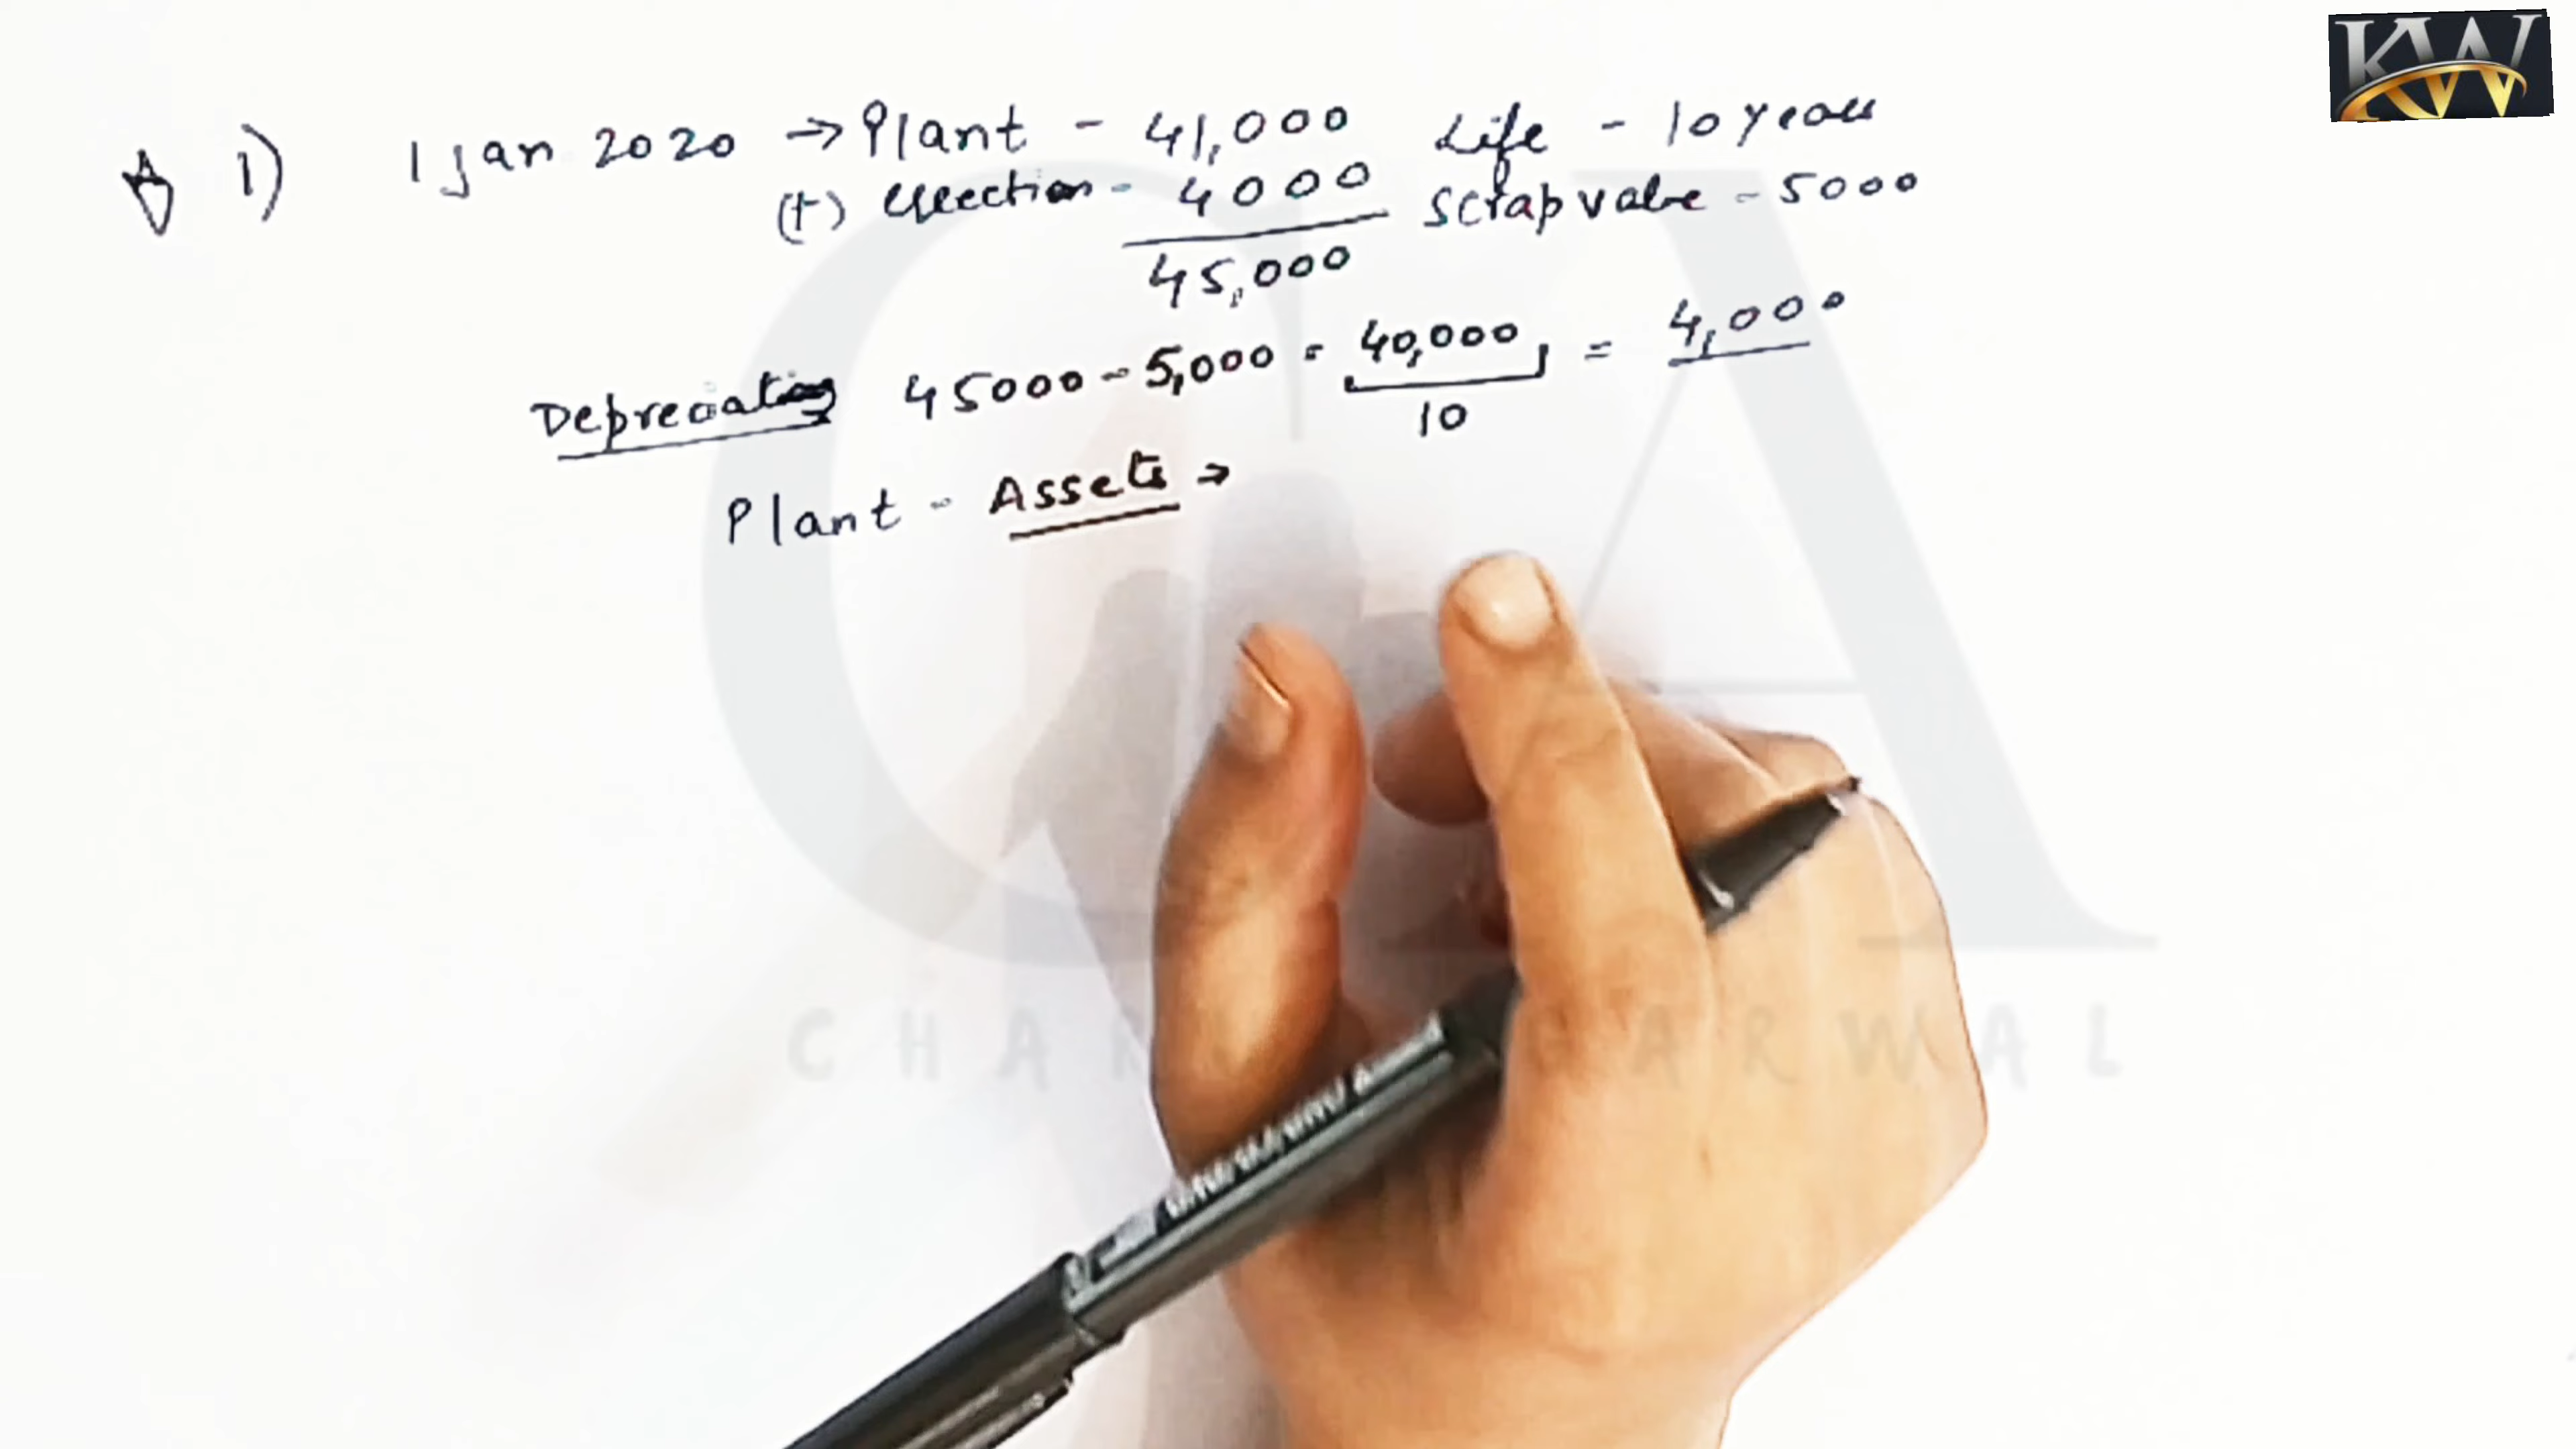 KW
Q 1) 1 Jan 2020 → Plant - 41,000 Life - 10 years
(+) erection - 4000 Scrap value - 5000
45,000
Depreciation 45000 - 5,000 = 40,000 = 4,000
10
Plant - Assets →
CA